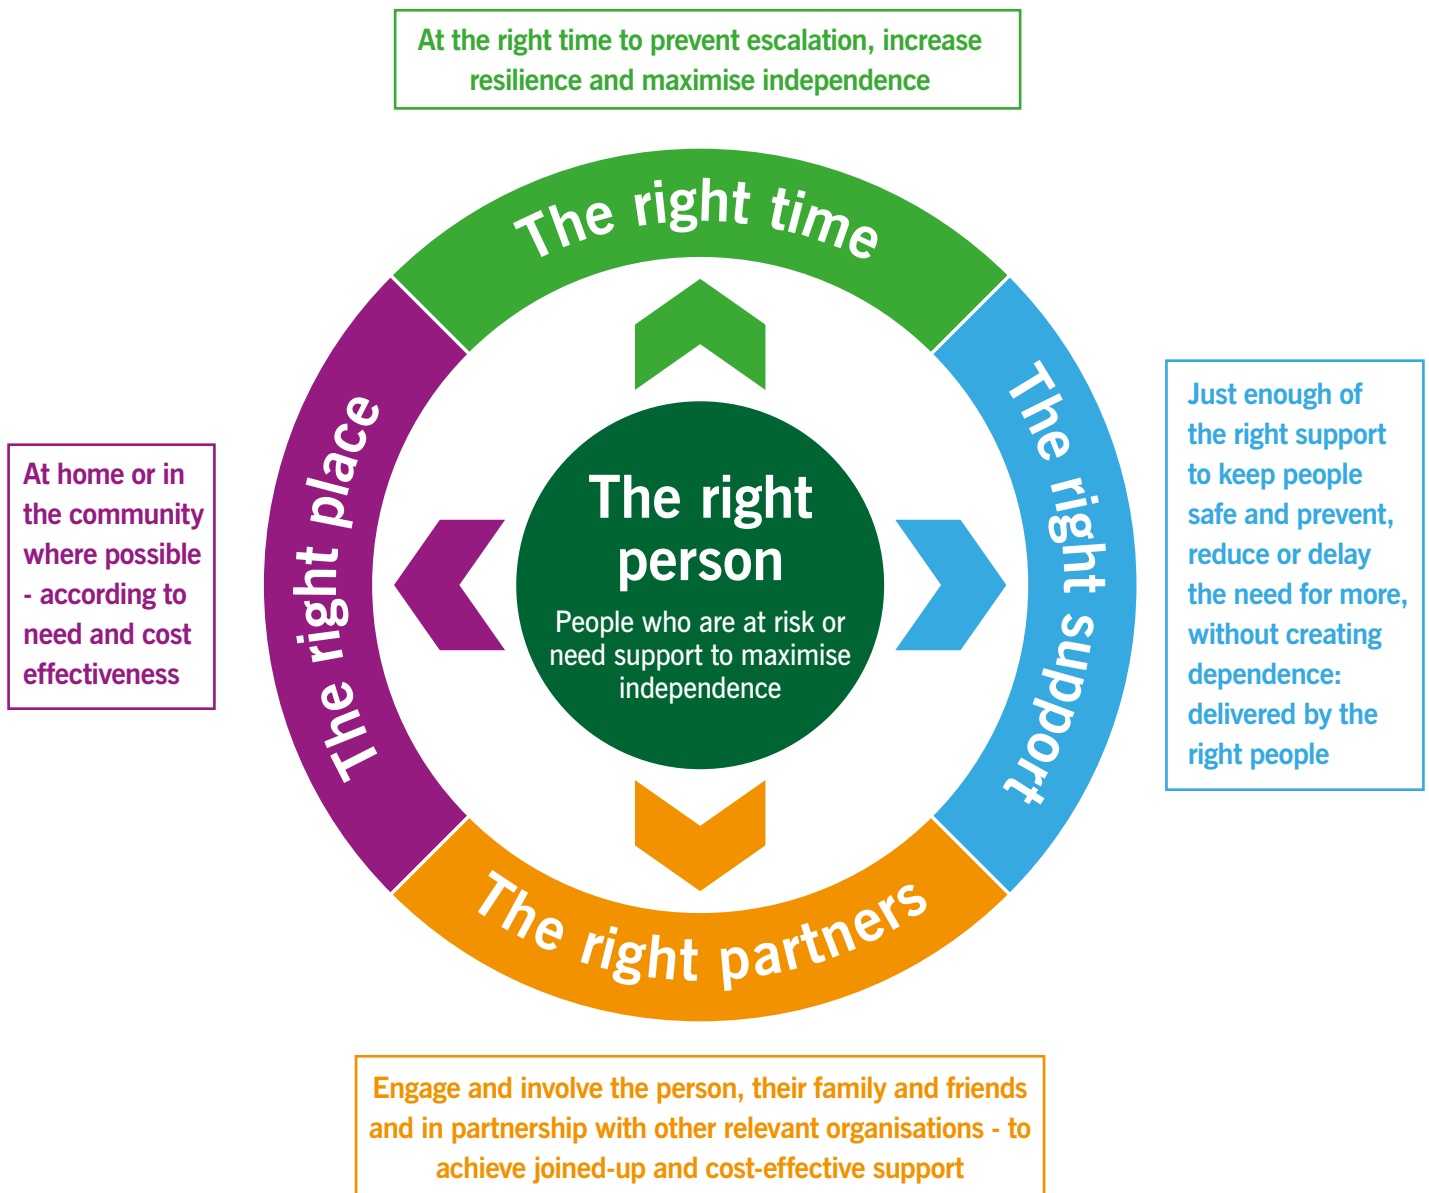 At the right time to prevent escalation, increase
resilience and maximise independence
The right time
The right place
The right support
At home or in
the community
where possible
- according to
need and cost
effectiveness
The right
person
People who are at risk or
need support to maximise
independence
Just enough of
the right support
to keep people
safe and prevent,
reduce or delay
the need for more,
without creating
dependence:
delivered by the
right people
The right partners
Engage and involve the person, their family and friends
and in partnership with other relevant organisations - to
achieve joined-up and cost-effective support